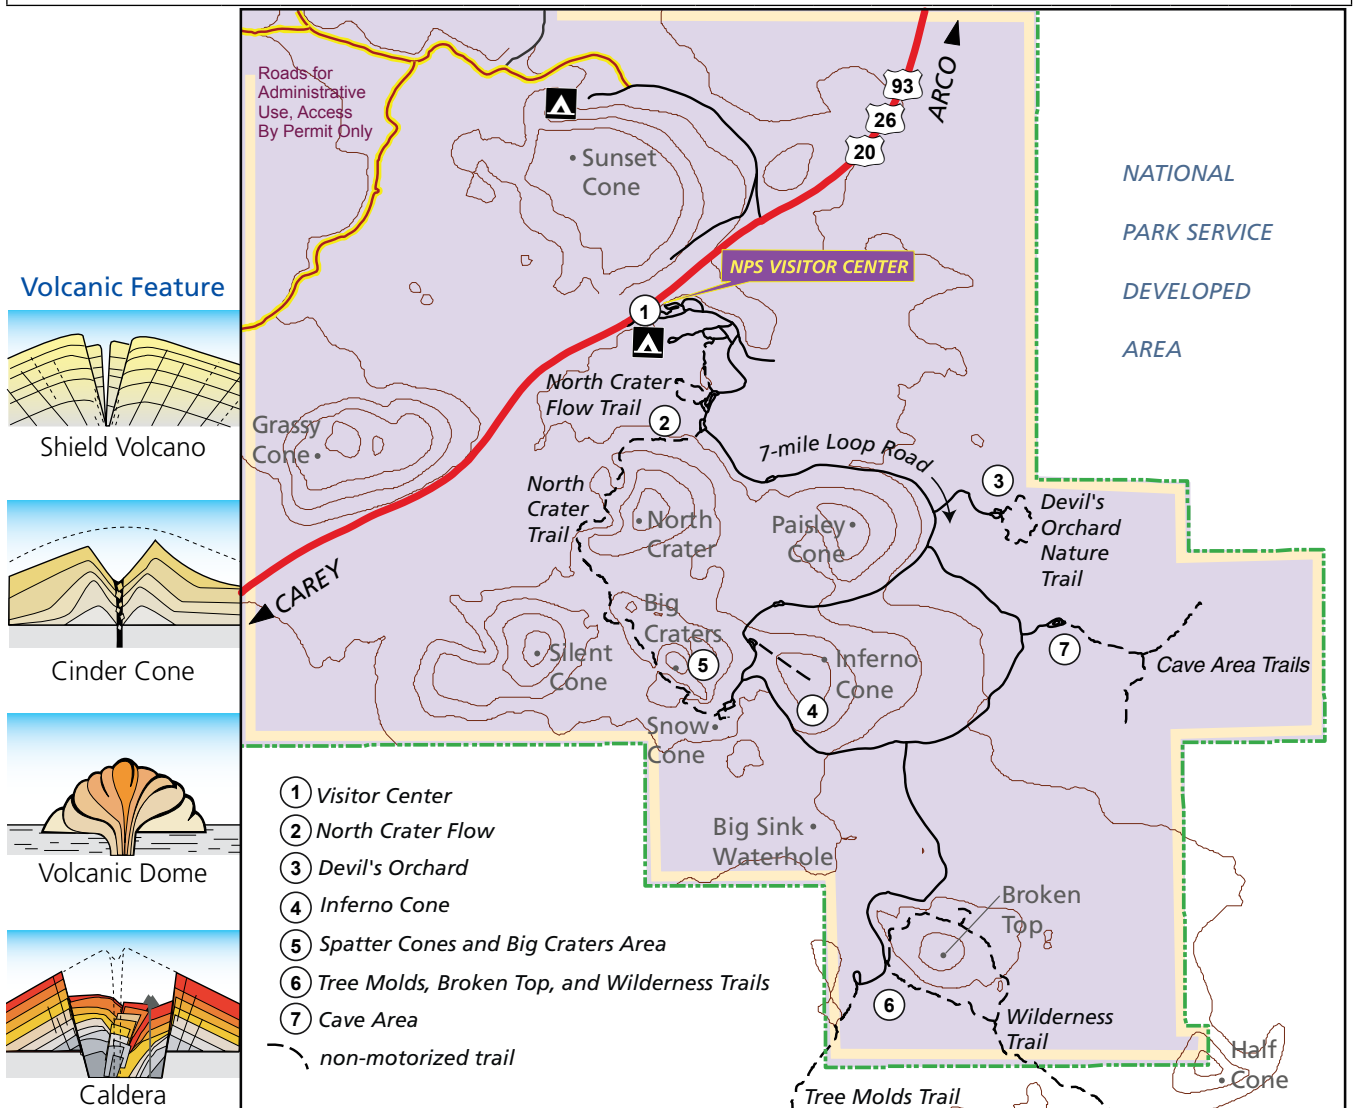 Roads for
Administrative
Use, Access
By Permit Only
Sunset
Cone
93
26
20
ARCO
NATIONAL
PARK SERVICE
DEVELOPED
AREA
NPS VISITOR CENTER
1
Volcanic Feature
Shield Volcano
Cinder Cone
Volcanic Dome
Caldera
North Crater
Flow Trail
2
Grassy
Cone
7-mile Loop Road
3
Devil's
Orchard
Nature
Trail
North
Crater
Trail
North
Crater
Paisley
Cone
CAREY
Big
Craters
5
Silent
Cone
Inferno
Cone
4
7
Cave Area Trails
Snow
Cone
Big Sink
Waterhole
Broken
Top
6
Wilderness
Trail
Half
Cone
Tree Molds Trail
1 Visitor Center
2 North Crater Flow
3 Devil's Orchard
4 Inferno Cone
5 Spatter Cones and Big Craters Area
6 Tree Molds, Broken Top, and Wilderness Trails
7 Cave Area
non-motorized trail